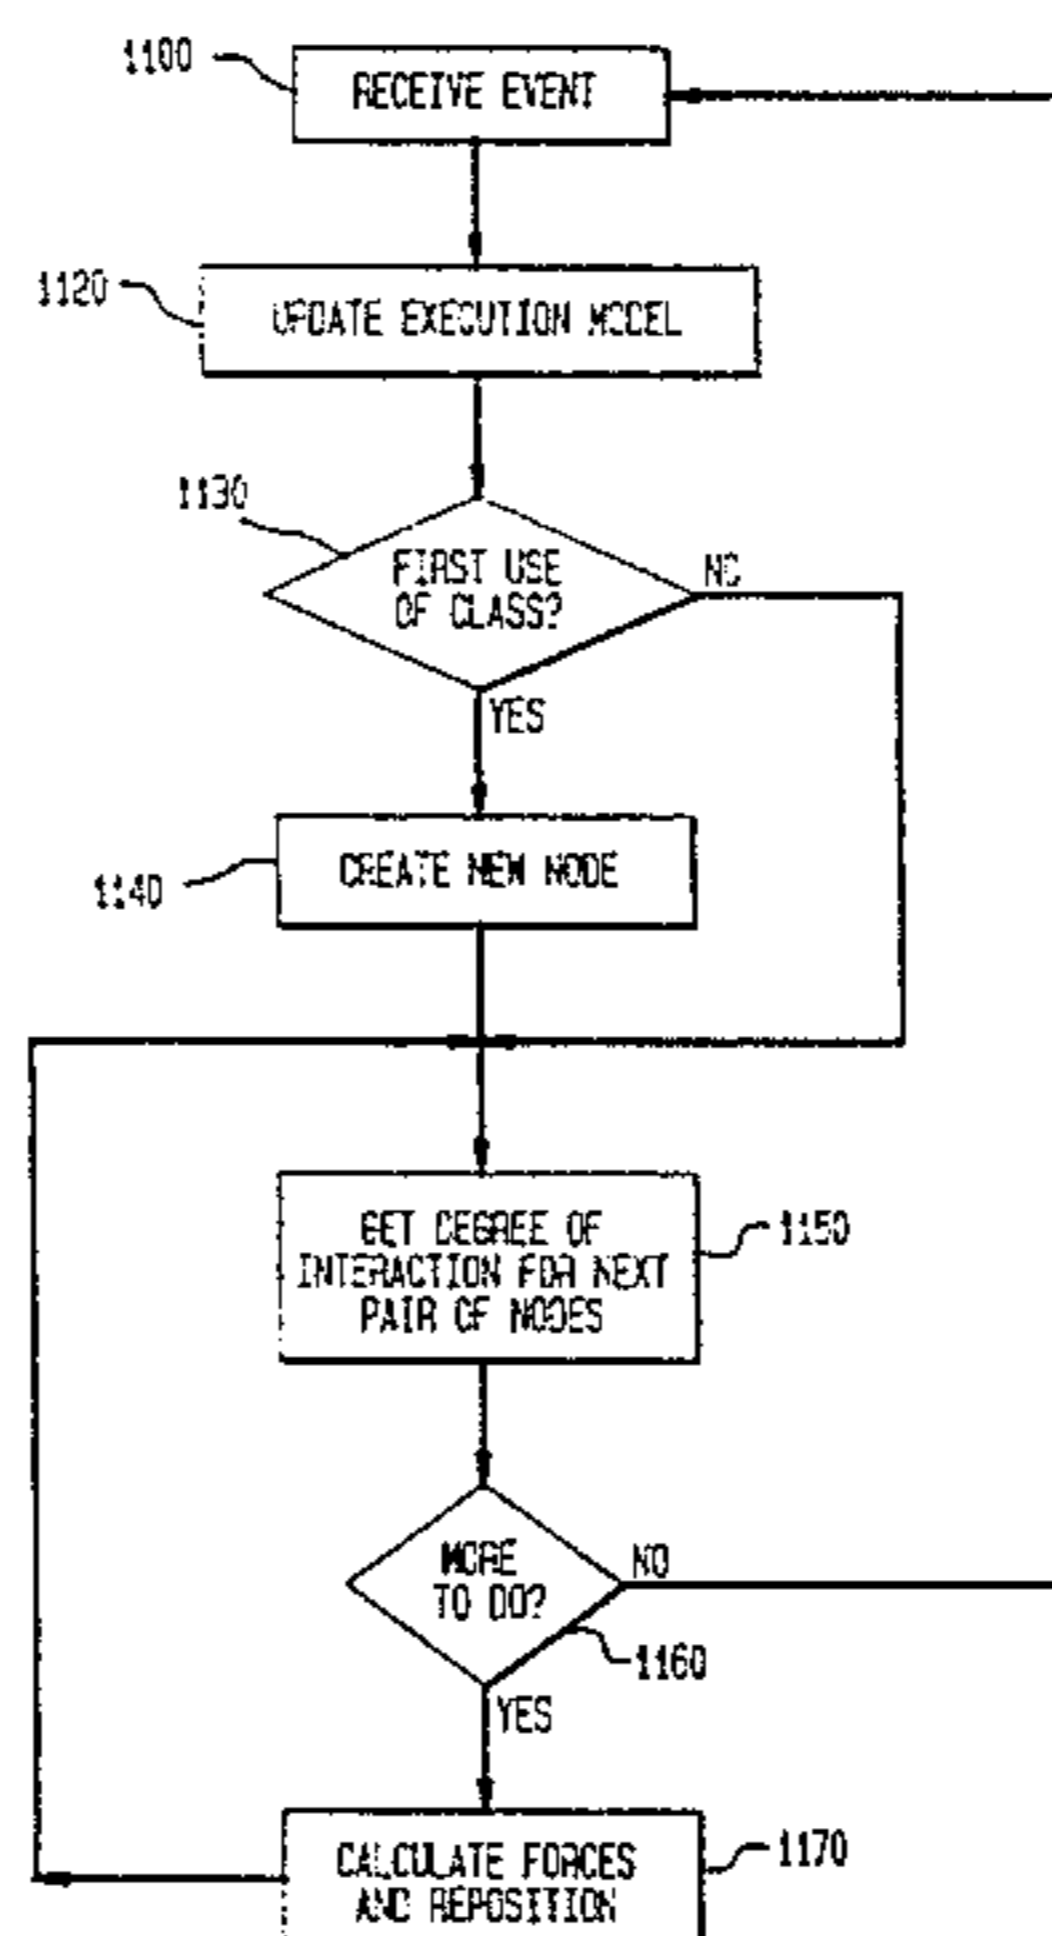 1100
RECEIVE EVENT
1120
UPDATE EXECUTION MODEL
1130
FIRST USE
OF CLASS?
NO
YES
CREATE NEW NODE
1140
GET DEGREE OF
INTERACTION FOR NEXT
PAIR OF NODES
1150
MORE
TO DO?
NO
1160
YES
CALCULATE FORCES
AND REPOSITION
1170